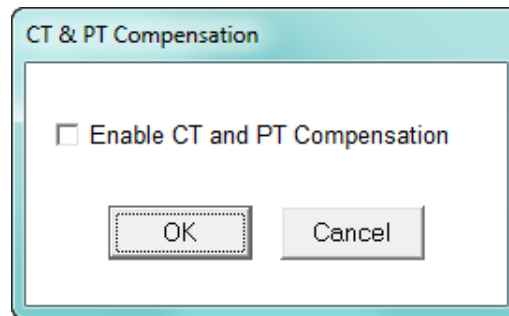 CT & PT Compensation
Enable CT and PT Compensation
OK
Cancel